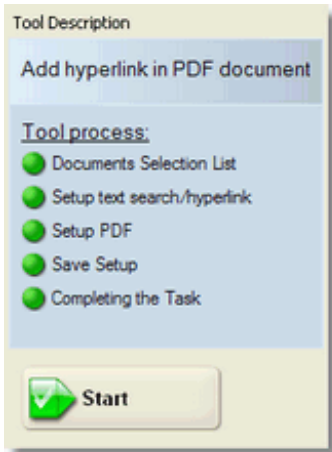 Tool Description
Add hyperlink in PDF document
Tool process:
Documents Selection List
Setup text search/hyperlink
Setup PDF
Save Setup
Completing the Task
Start